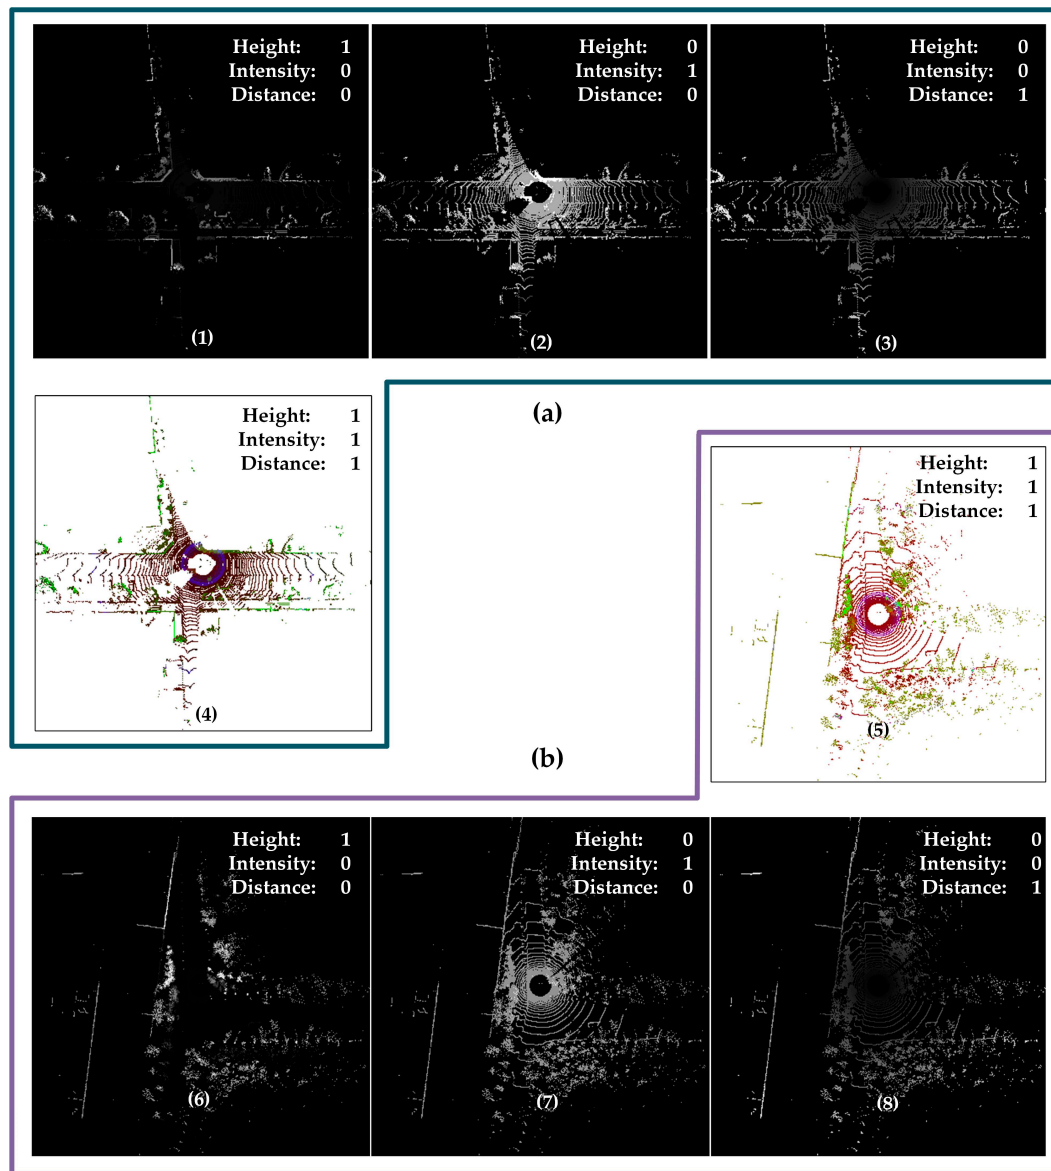 Height: 1
Intensity: 0
Distance: 0
(1)
Height: 0
Intensity: 1
Distance: 0
(2)
Height: 0
Intensity: 0
Distance: 1
(3)
(a)
Height: 1
Intensity: 1
Distance: 1
(4)
Height: 1
Intensity: 1
Distance: 1
(5)
(b)
Height: 1
Intensity: 0
Distance: 0
(6)
Height: 0
Intensity: 1
Distance: 0
(7)
Height: 0
Intensity: 0
Distance: 1
(8)